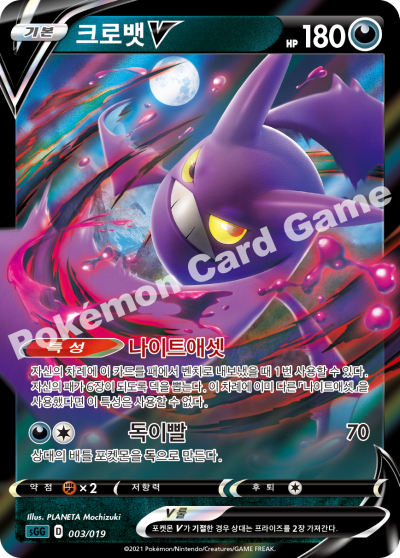 기본 크로뱃V HP 180
Pokémon Card Game
특성 나이트애셋
자신의 차례에 이 카드를 패에서 벤치로 내보냈을 때 1번 사용할 수 있다.
자신의 패가 6장이 되도록 덱을 뽑는다. 이 차례에 이미 다른 「나이트애셋」을
사용했다면 이 특성은 사용할 수 없다.
독이빨 70
상대의 배틀 포켓몬을 독으로 만든다.
약점 ×2 저항력 후퇴
Illus. PLANETA Mochizuki
V룰
sGG D 003/019
포켓몬 V가 기절한 경우 상대는 프라이즈를 2장 가져간다.
©2021 Pokémon/Nintendo/Creatures/GAME FREAK.